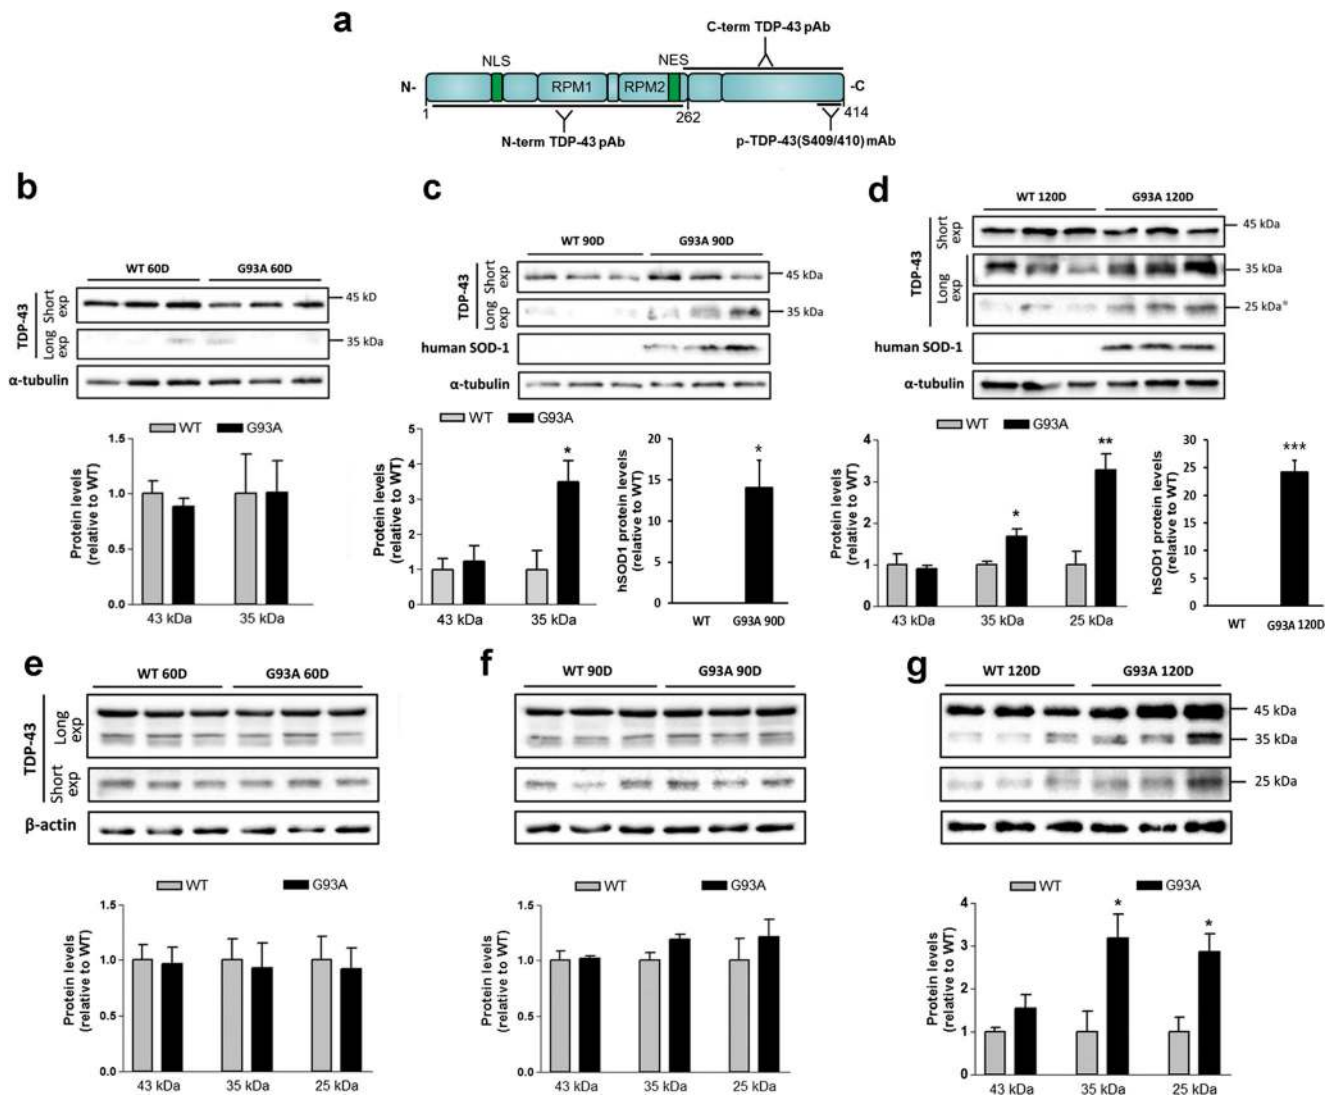 a
C-term TDP-43 pAb
NLS
NES
N-
RPM1
RPM2
-C
1
262
414
N-term TDP-43 pAb
p-TDP-43(S409/410) mAb
b
WT 60D
G93A 60D
TDP-43
Short exp
45 kD
Long exp
35 kDa
α-tubulin
WT
G93A
Protein levels
(relative to WT)
1.5
1.0
0.5
0.0
43 kDa
35 kDa
c
WT 90D
G93A 90D
TDP-43
Short exp
45 kDa
Long exp
35 kDa
human SOD-1
α-tubulin
WT
G93A
Protein levels
(relative to WT)
5
4
3
2
1
0
*
43 kDa
35 kDa
hSOD1 protein levels
(relative to WT)
20
15
10
5
0
*
WT
G93A 90D
d
WT 120D
G93A 120D
TDP-43
Short exp
45 kDa
Long exp
35 kDa
25 kDa*
human SOD-1
α-tubulin
WT
G93A
Protein levels
(relative to WT)
4
3
2
1
0
*
**
43 kDa
35 kDa
25 kDa
hSOD1 protein levels
(relative to WT)
30
25
20
15
10
5
0
***
WT
G93A 120D
e
WT 60D
G93A 60D
TDP-43
Long exp
Short exp
β-actin
WT
G93A
Protein levels
(relative to WT)
1.5
1.0
0.5
0.0
43 kDa
35 kDa
25 kDa
f
WT 90D
G93A 90D
WT
G93A
Protein levels
(relative to WT)
1.5
1.0
0.5
0.0
43 kDa
35 kDa
25 kDa
g
WT 120D
G93A 120D
45 kDa
35 kDa
25 kDa
WT
G93A
Protein levels
(relative to WT)
4
3
2
1
0
*
*
43 kDa
35 kDa
25 kDa